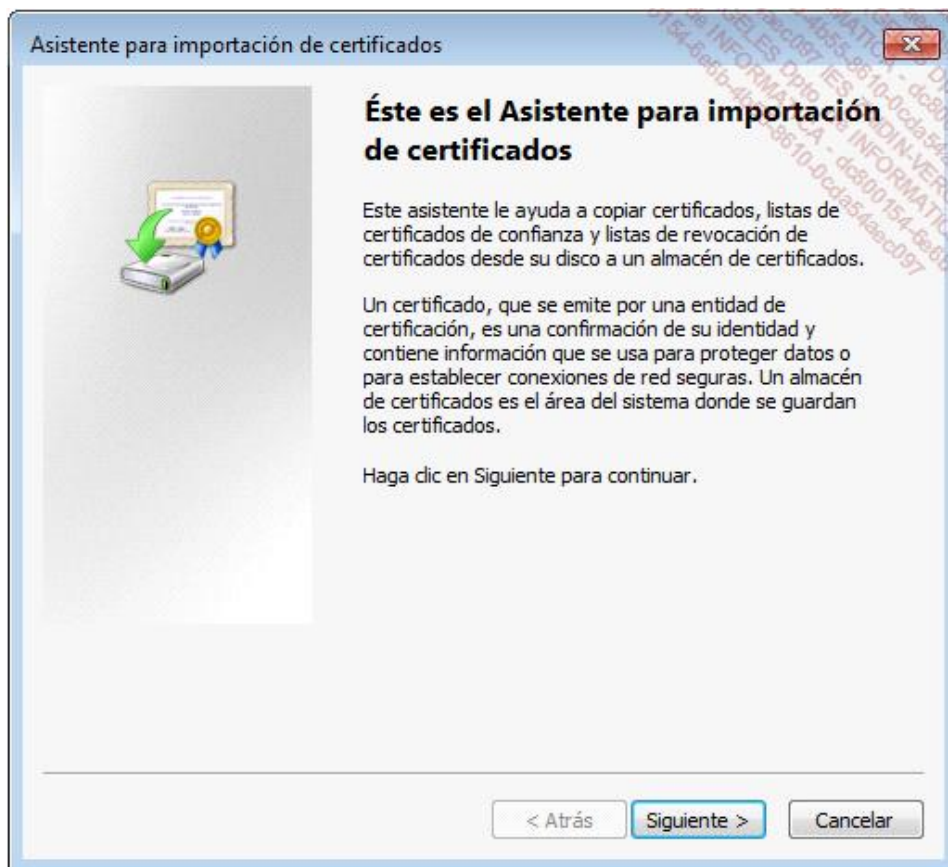 Asistente para importación de certificados
Éste es el Asistente para importación
de certificados
Este asistente le ayuda a copiar certificados, listas de
certificados de confianza y listas de revocación de
certificados desde su disco a un almacén de certificados.
Un certificado, que se emite por una entidad de
certificación, es una confirmación de su identidad y
contiene información que se usa para proteger datos o
para establecer conexiones de red seguras. Un almacén
de certificados es el área del sistema donde se guardan
los certificados.
Haga clic en Siguiente para continuar.
< Atrás
Siguiente >
Cancelar